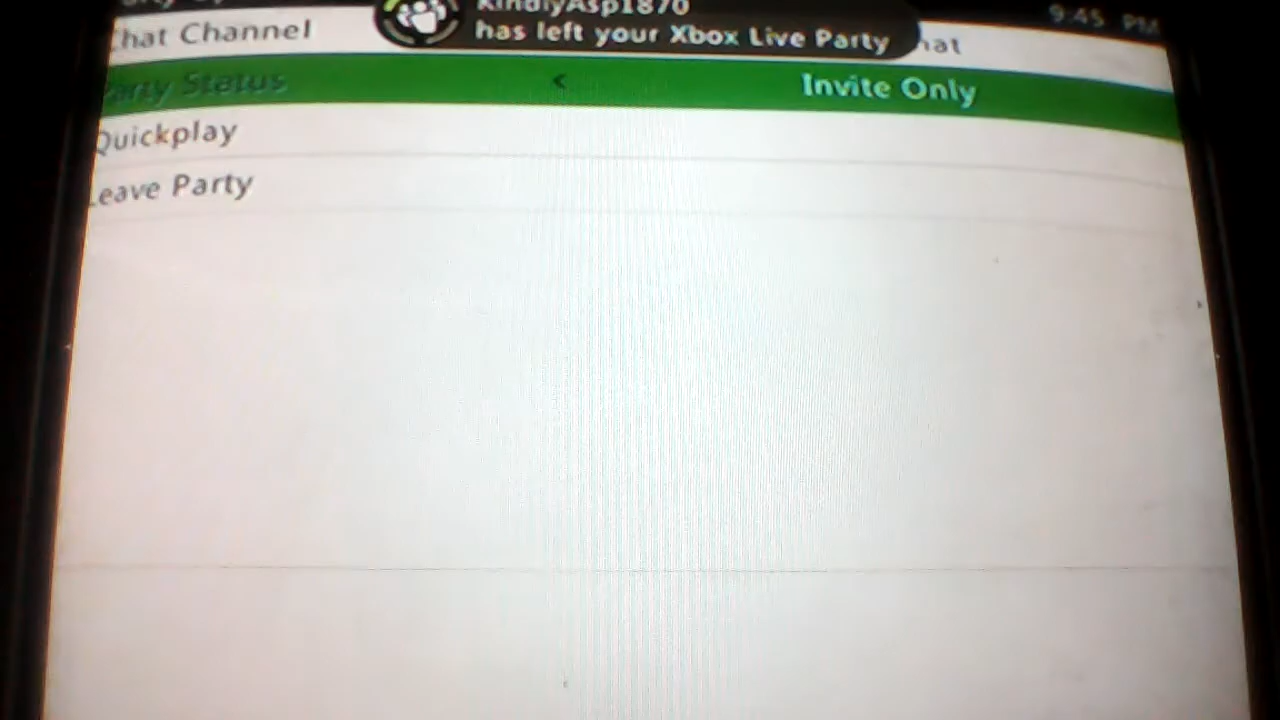 KindlyAsp1870
9:45 PM
Chat Channel
has left your Xbox Live Party
Party Status
<
Invite Only
Quickplay
Leave Party